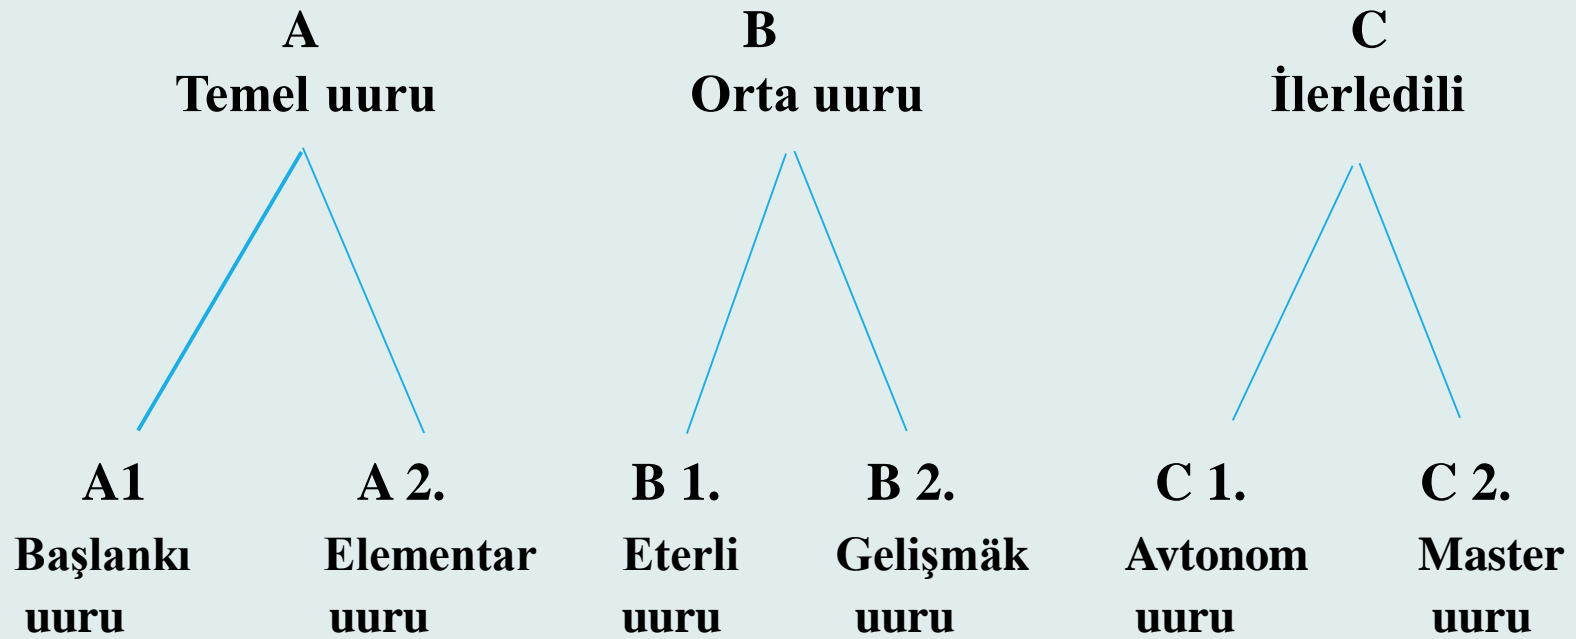 A B C
Temel uuru Orta uuru İlerledili
A1 A 2. B 1. B 2. C 1. C 2.
Başlankı Elementar Eterli Gelişmäk Avtonom Master
uuru uuru uuru uuru uuru uuru